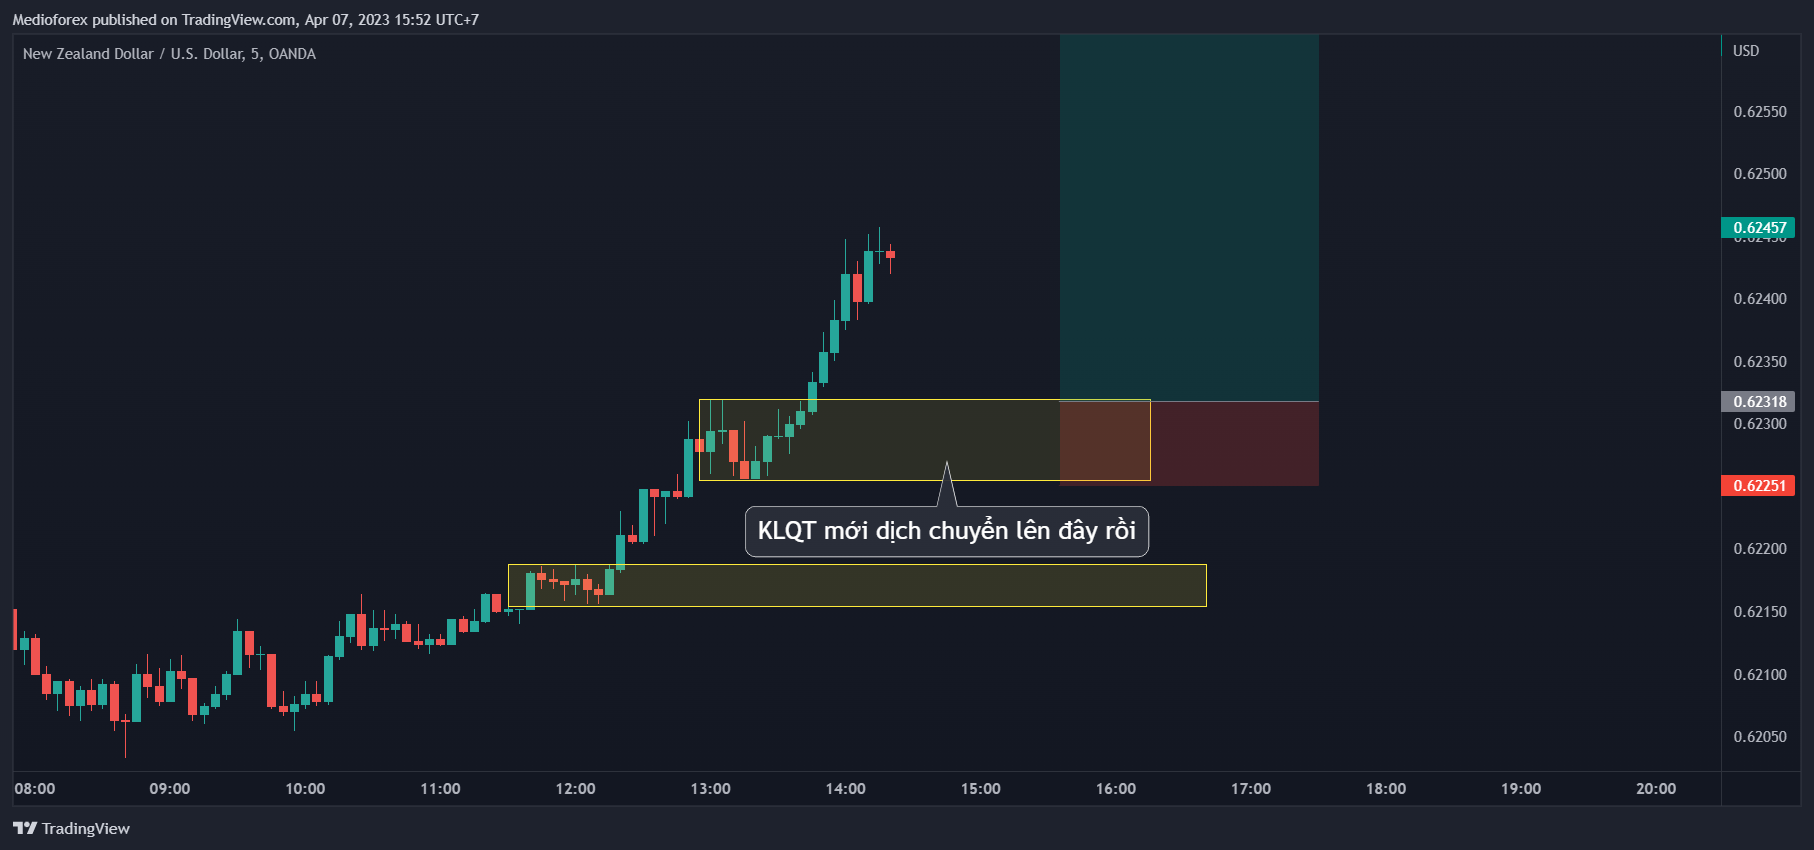 Medioforex published on TradingView.com, Apr 07, 2023 15:52 UTC+7
New Zealand Dollar / U.S. Dollar, 5, OANDA
USD
0.62550
0.62500
0.62457
0.62450
0.62400
0.62350
0.62318
0.62300
0.62251
KLQT mới dịch chuyển lên đây rồi
0.62200
0.62150
0.62100
0.62050
08:00 09:00 10:00 11:00 12:00 13:00 14:00 15:00 16:00 17:00 18:00 19:00 20:00
TradingView